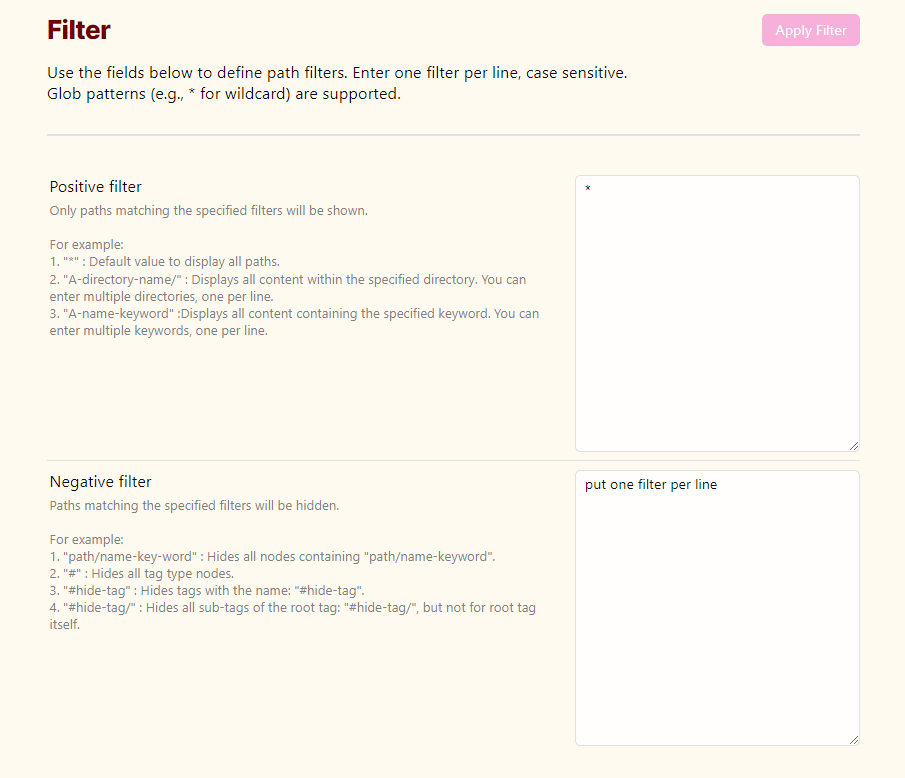 Filter
Apply Filter
Use the fields below to define path filters. Enter one filter per line, case sensitive.
Glob patterns (e.g., * for wildcard) are supported.
Positive filter
Only paths matching the specified filters will be shown.
For example:
1. "*" : Default value to display all paths.
2. "A-directory-name/" : Displays all content within the specified directory. You can
enter multiple directories, one per line.
3. "A-name-keyword" :Displays all content containing the specified keyword. You can
enter multiple keywords, one per line.
*
Negative filter
Paths matching the specified filters will be hidden.
For example:
1. "path/name-key-word" : Hides all nodes containing "path/name-keyword".
2. "#" : Hides all tag type nodes.
3. "#hide-tag" : Hides tags with the name: "#hide-tag".
4. "#hide-tag/" : Hides all sub-tags of the root tag: "#hide-tag/", but not for root tag
itself.
put one filter per line